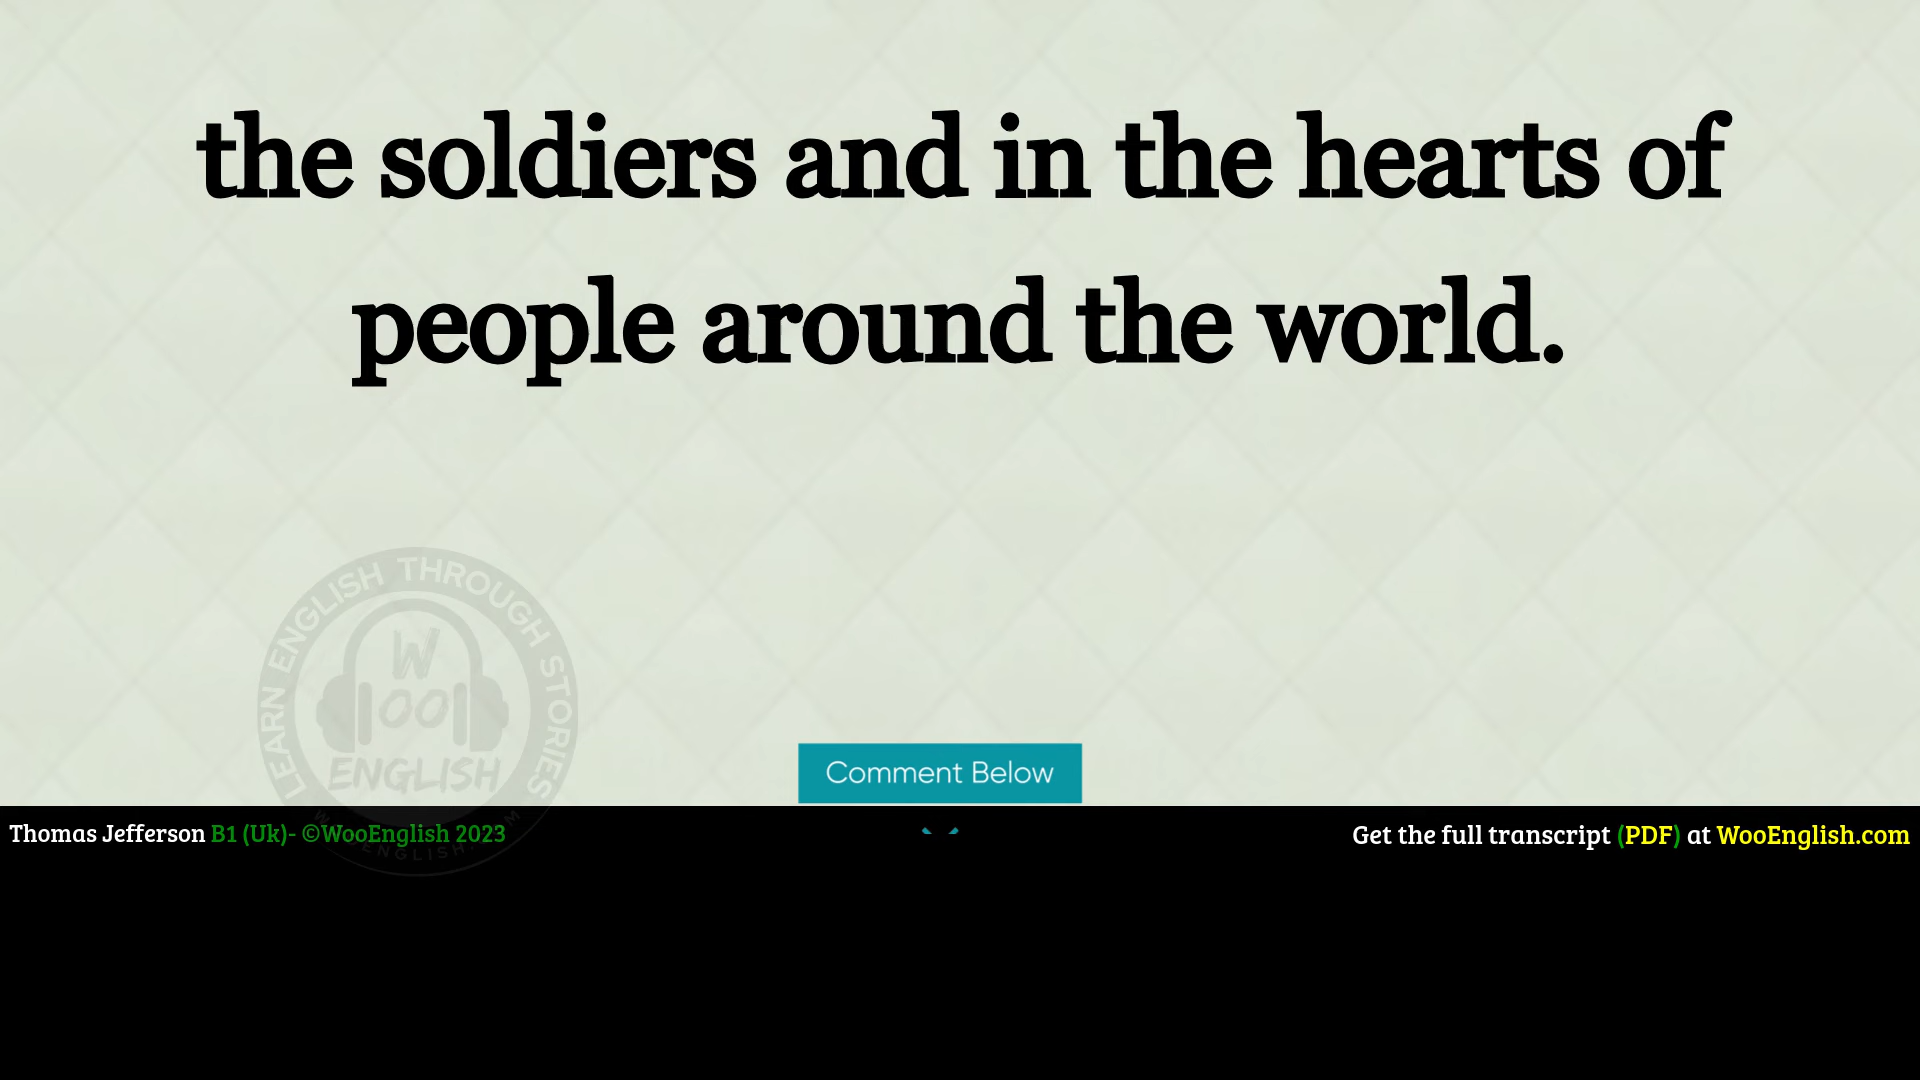 the soldiers and in the hearts of
people around the world.
LEARN ENGLISH THROUGH STORIES
W
OO
ENGLISH
Comment Below
Thomas Jefferson B1 (Uk)- ©WooEnglish 2023
Get the full transcript (PDF) at WooEnglish.com